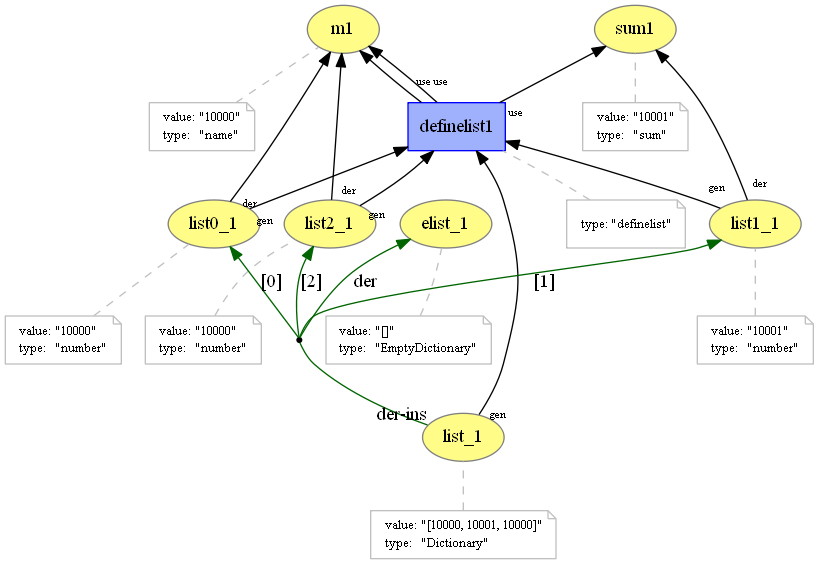 m1
sum1
value: "10000"
type: "name"
use use
definelist1
use
value: "10001"
type: "sum"
der
gen
der
gen
gen
der
list0_1
list2_1
elist_1
type: "definelist"
list1_1
[0]
[2]
der
[1]
value: "10000"
type: "number"
value: "10000"
type: "number"
value: "[]"
type: "EmptyDictionary"
value: "10001"
type: "number"
der-ins
gen
list_1
value: "[10000, 10001, 10000]"
type: "Dictionary"